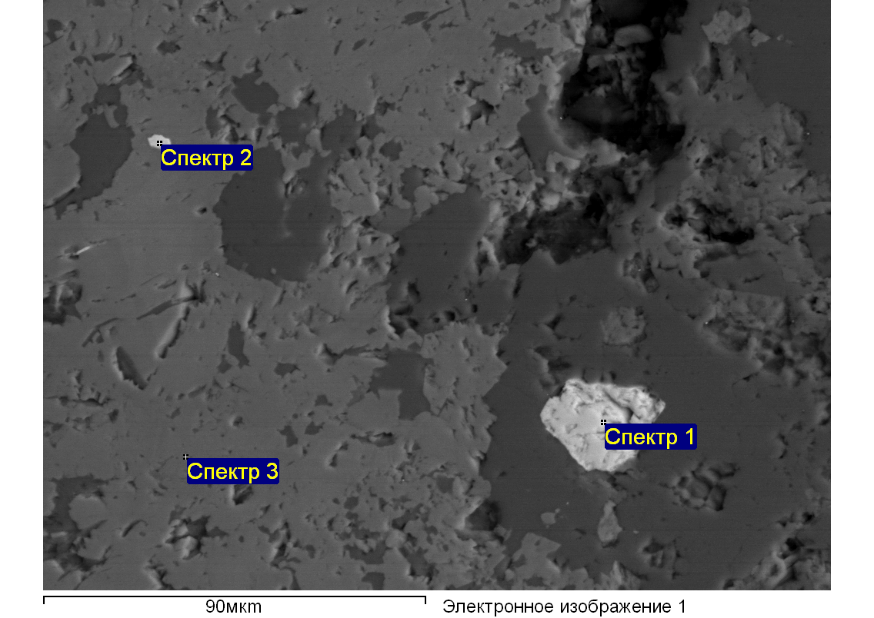 Спектр 2
Спектр 1
Спектр 3
90мкm
Электронное изображение 1